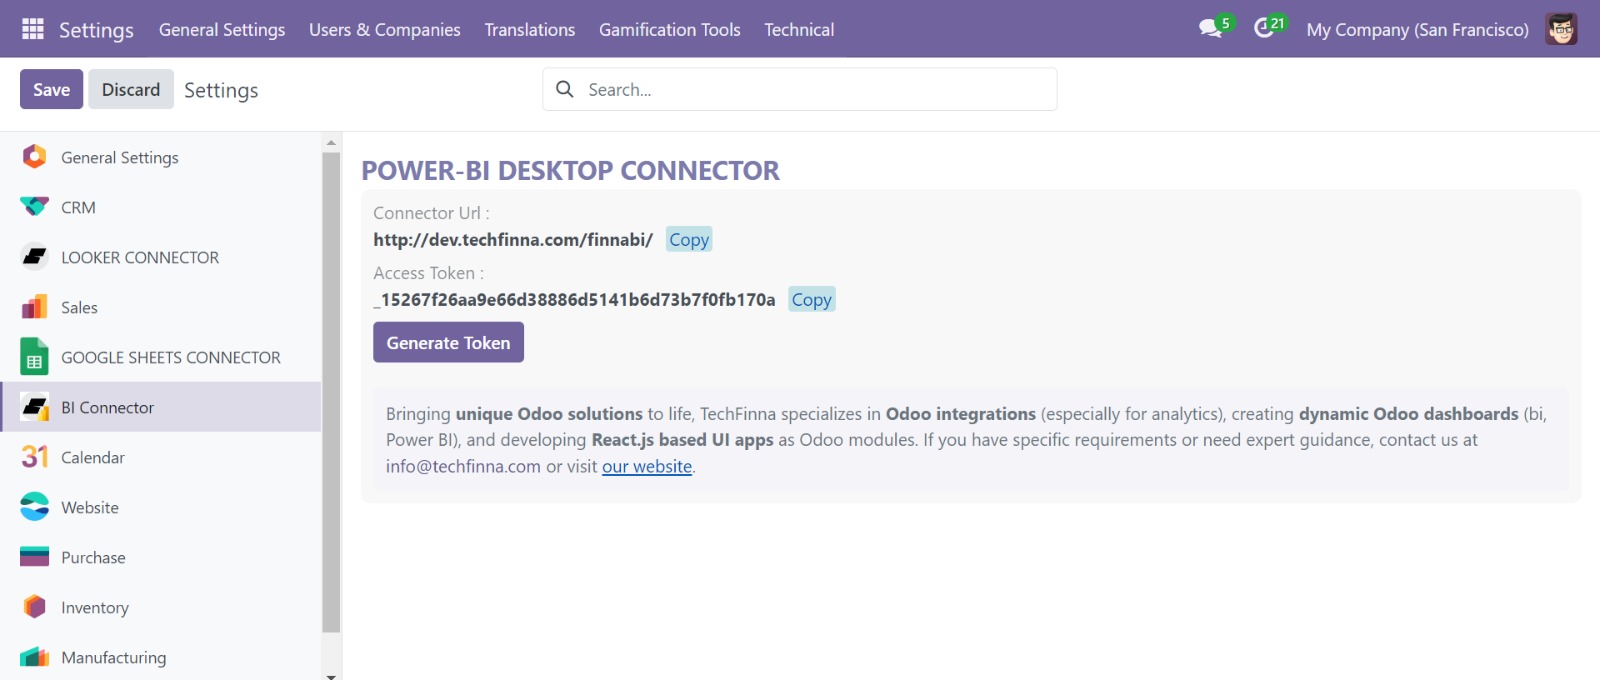 Settings General Settings Users & Companies Translations Gamification Tools Technical 5 21 My Company (San Francisco)
Save Discard Settings Search...
General Settings
CRM
LOOKER CONNECTOR
Sales
GOOGLE SHEETS CONNECTOR
BI Connector
31 Calendar
Website
Purchase
Inventory
Manufacturing
POWER-BI DESKTOP CONNECTOR
Connector Url :
http://dev.techfinna.com/finnabi/ Copy
Access Token :
_15267f26aa9e66d38886d5141b6d73b7f0fb170a Copy
Generate Token
Bringing unique Odoo solutions to life, TechFinna specializes in Odoo integrations (especially for analytics), creating dynamic Odoo dashboards (bi,
Power BI), and developing React.js based UI apps as Odoo modules. If you have specific requirements or need expert guidance, contact us at
info@techfinna.com or visit our website.